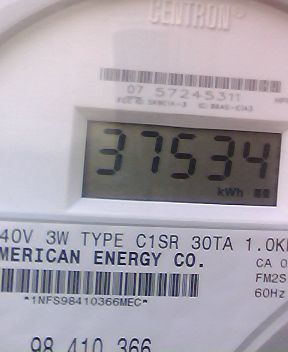 CENTRON®
07 57245311
37534
kWh
40V 3W TYPE C1SR 30TA 1.0K
MERICAN ENERGY CO.
CA 0
FM2S
60Hz
*1NFS98410366MEC*
98 410 366